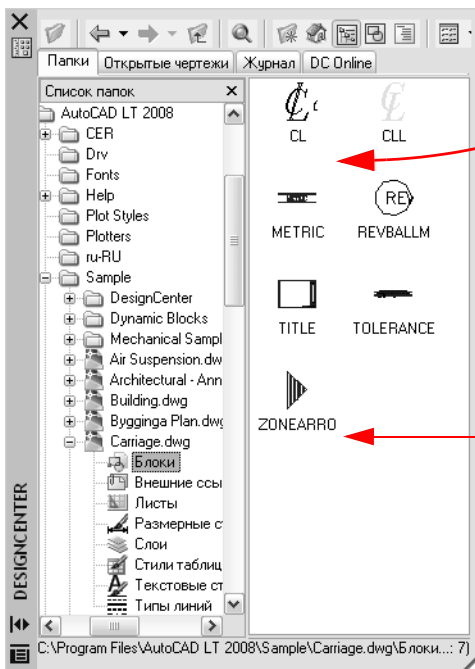 Папки Открытые чертежи Журнал DC Online
Список папок
AutoCAD LT 2008
CER
Drv
Fonts
Help
Plot Styles
Plotters
ru-RU
Sample
DesignCenter
Dynamic Blocks
Mechanical Sampl
Air Suspension.dw
Architectural - Ann
Building.dwg
Bygginga Plan.dwg
Carriage.dwg
Блоки
Внешние ссы
Листы
Размерные с
Слои
Стили таблиц
Текстовые ст
Типы линий
CL CLL
METRIC REVBALLM
TITLE TOLERANCE
ZONEARRO
DESIGNCENTER
C:\Program Files\AutoCAD LT 2008\Sample\Carriage.dwg\Блоки...: 7)